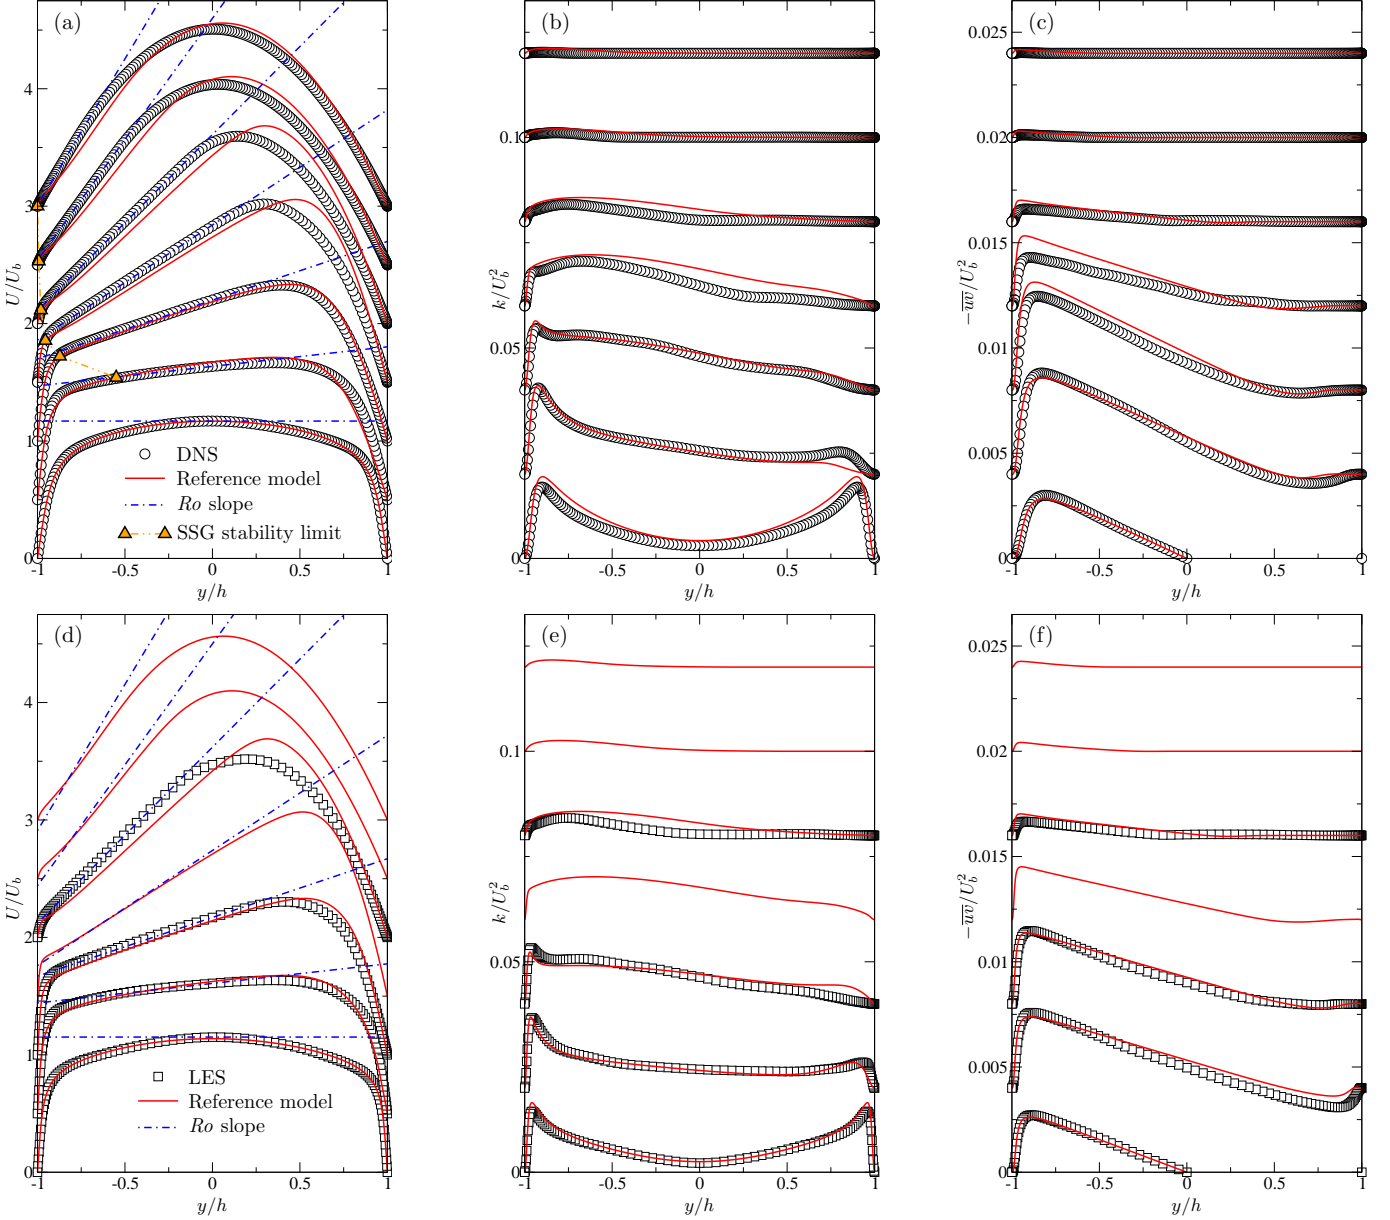 (a)
4
3
2
1
0
U/U_b
DNS
Reference model
Ro slope
SSG stability limit
-1 -0.5 0 0.5 1
y/h
(b)
0.1
0.05
0
k/U_b^2
-1 -0.5 0 0.5 1
y/h
(c)
0.025
0.02
0.015
0.01
0.005
0
-\overline{uv}/U_b^2
-1 -0.5 0 0.5 1
y/h
(d)
4
3
2
1
0
U/U_b
LES
Reference model
Ro slope
-1 -0.5 0 0.5 1
y/h
(e)
0.1
0.05
0
k/U_b^2
-1 -0.5 0 0.5 1
y/h
(f)
0.025
0.02
0.015
0.01
0.005
0
-\overline{uv}/U_b^2
-1 -0.5 0 0.5 1
y/h